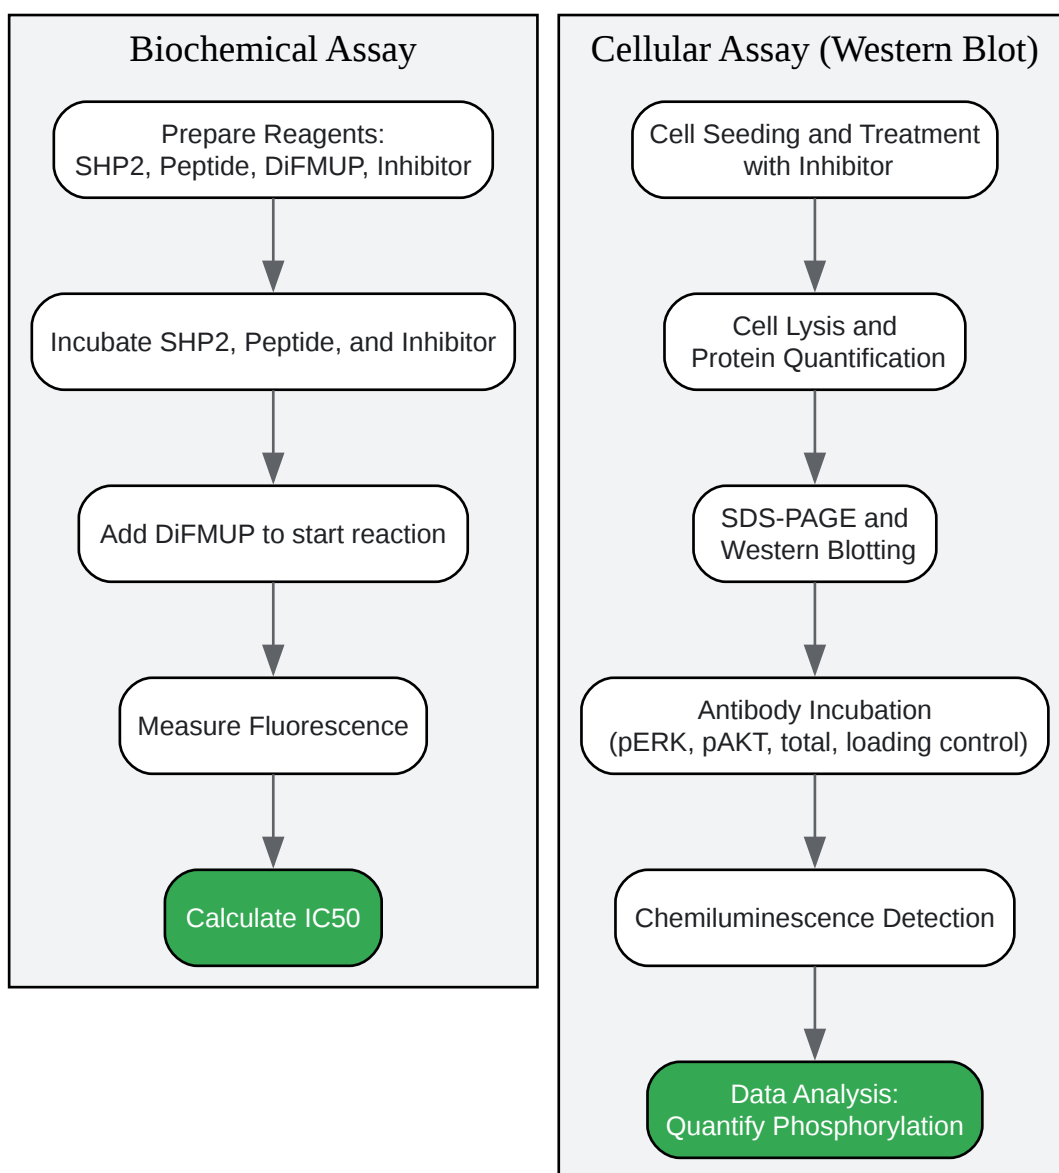 Biochemical Assay
Prepare Reagents:
SHP2, Peptide, DiFMUP, Inhibitor
Incubate SHP2, Peptide, and Inhibitor
Add DiFMUP to start reaction
Measure Fluorescence
Calculate IC50
Cellular Assay (Western Blot)
Cell Seeding and Treatment
with Inhibitor
Cell Lysis and
Protein Quantification
SDS-PAGE and
Western Blotting
Antibody Incubation
(pERK, pAKT, total, loading control)
Chemiluminescence Detection
Data Analysis:
Quantify Phosphorylation